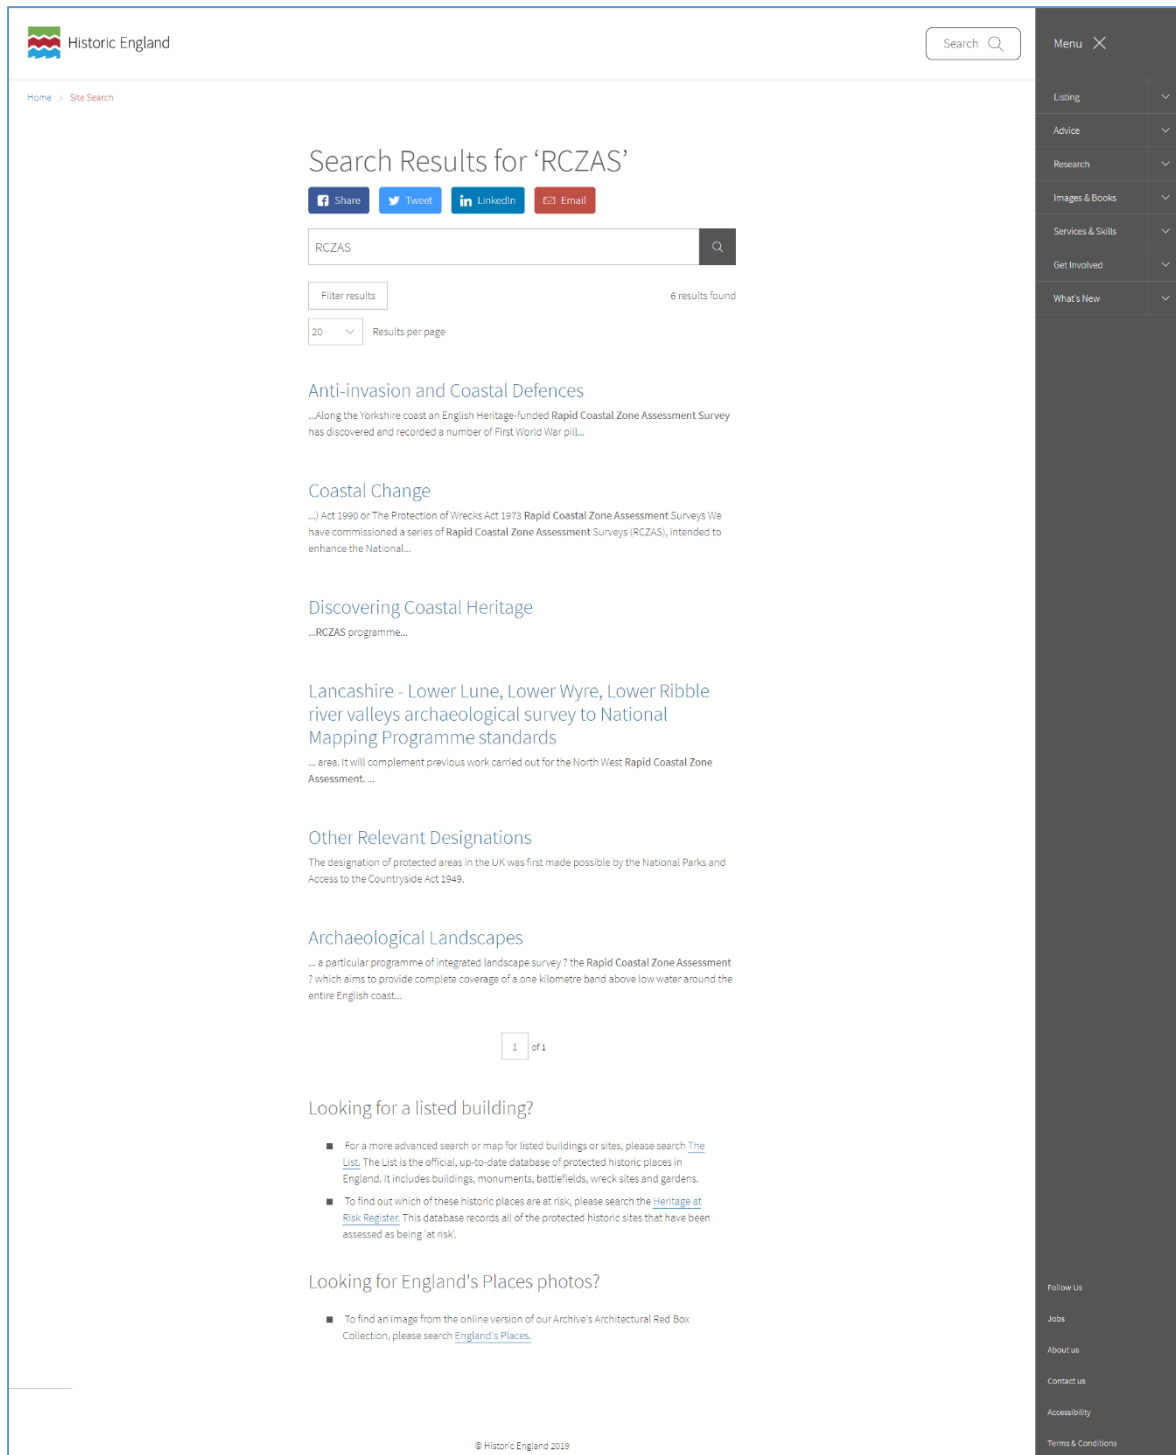 Historic England
Search
Menu
Home > Site Search
Listing
Advice
Research
Images & Books
Services & Skills
Get Involved
What's New
Search Results for ‘RCZAS’
Share
Tweet
LinkedIn
Email
RCZAS
Filter results
6 results found
20
Results per page
Anti-invasion and Coastal Defences
...Along the Yorkshire coast an English Heritage-funded Rapid Coastal Zone Assessment Survey
has discovered and recorded a number of First World War pill...
Coastal Change
...) Act 1990 or The Protection of Wrecks Act 1973 Rapid Coastal Zone Assessment Surveys We
have commissioned a series of Rapid Coastal Zone Assessment Surveys (RCZAS), intended to
enhance the National...
Discovering Coastal Heritage
...RCZAS programme...
Lancashire - Lower Lune, Lower Wyre, Lower Ribble
river valleys archaeological survey to National
Mapping Programme standards
... area. It will complement previous work carried out for the North West Rapid Coastal Zone
Assessment. ...
Other Relevant Designations
The designation of protected areas in the UK was first made possible by the National Parks and
Access to the Countryside Act 1949.
Archaeological Landscapes
... a particular programme of integrated landscape survey ? the Rapid Coastal Zone Assessment
? which aims to provide complete coverage of a one kilometre band above low water around the
entire English coast...
1 of 1
Looking for a listed building?
■ For a more advanced search or map for listed buildings or sites, please search The
List. The List is the official, up-to-date database of protected historic places in
England. It includes buildings, monuments, battlefields, wreck sites and gardens.
■ To find out which of these historic places are at risk, please search the Heritage at
Risk Register. This database records all of the protected historic sites that have been
assessed as being 'at risk'.
Looking for England's Places photos?
■ To find an image from the online version of our Archive's Architectural Red Box
Collection, please search England's Places.
Follow Us
Jobs
About us
Contact us
Accessibility
Terms & Conditions
© Historic England 2019